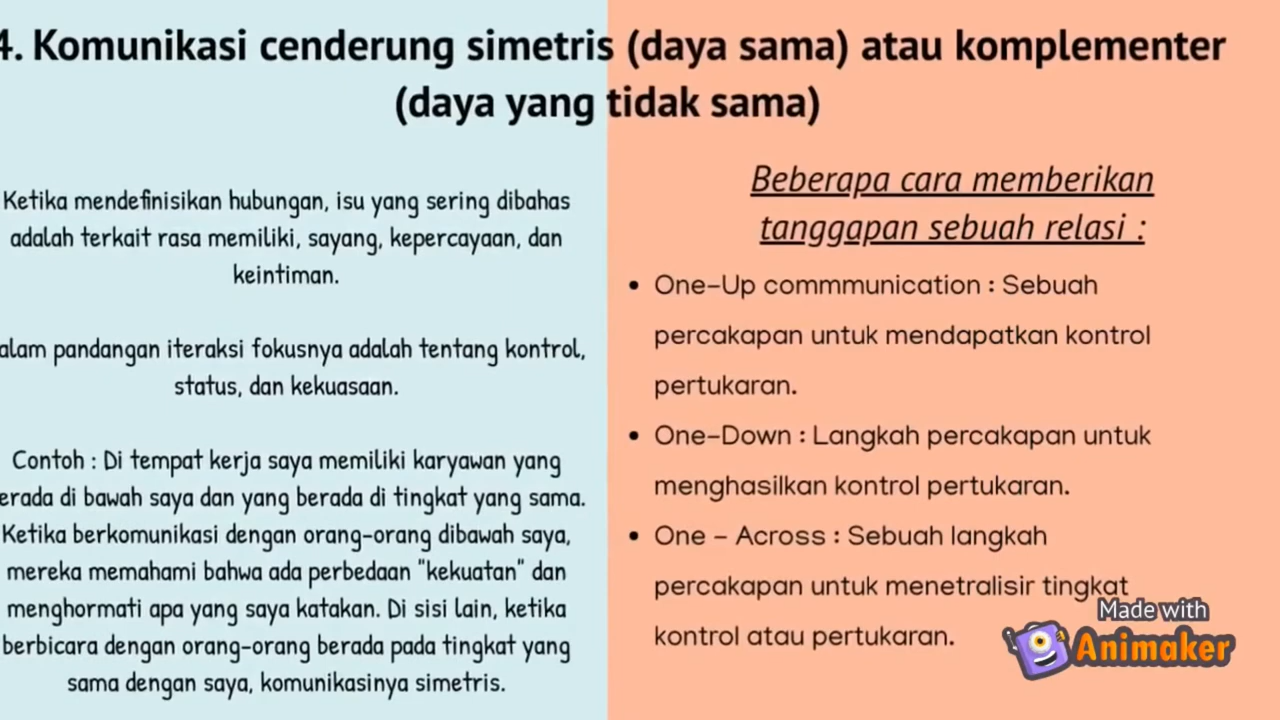 4. Komunikasi cenderung simetris (daya sama) atau komplementer
(daya yang tidak sama)
Ketika mendefinisikan hubungan, isu yang sering dibahas
adalah terkait rasa memiliki, sayang, kepercayaan, dan
keintiman.
alam pandangan iteraksi fokusnya adalah tentang kontrol,
status, dan kekuasaan.
Contoh : Di tempat kerja saya memiliki karyawan yang
erada di bawah saya dan yang berada di tingkat yang sama.
Ketika berkomunikasi dengan orang-orang dibawah saya,
mereka memahami bahwa ada perbedaan "kekuatan" dan
menghormati apa yang saya katakan. Di sisi lain, ketika
berbicara dengan orang-orang berada pada tingkat yang
sama dengan saya, komunikasinya simetris.
Beberapa cara memberikan
tanggapan sebuah relasi :
• One-Up commmunication : Sebuah
percakapan untuk mendapatkan kontrol
pertukaran.
• One-Down : Langkah percakapan untuk
menghasilkan kontrol pertukaran.
• One - Across : Sebuah langkah
percakapan untuk menetralisir tingkat
kontrol atau pertukaran.
Made with
Animaker